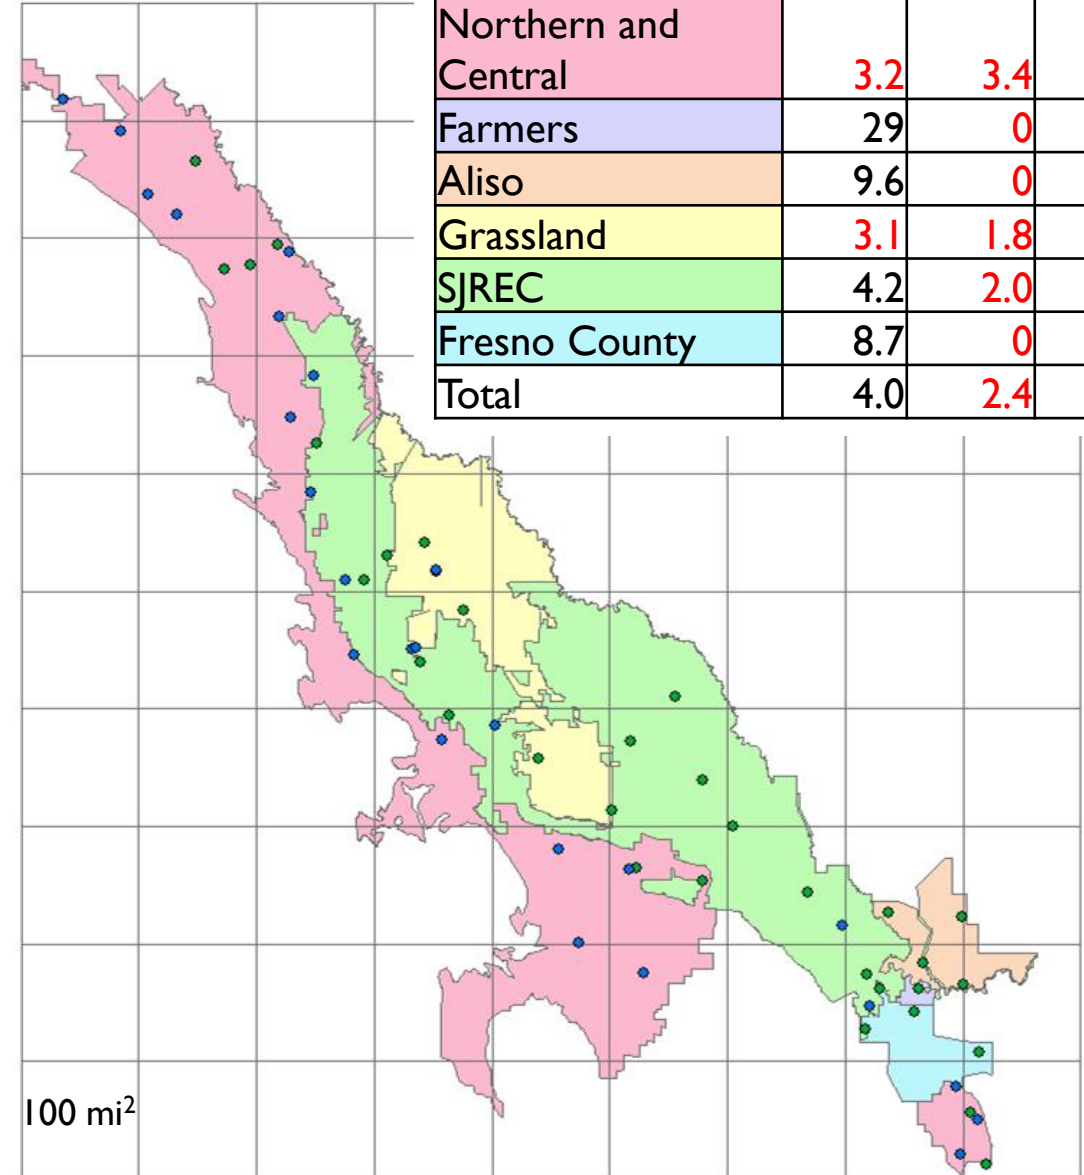 Northern and
Central 3.2 3.4
Farmers 29 0
Aliso 9.6 0
Grassland 3.1 1.8
SJREC 4.2 2.0
Fresno County 8.7 0
Total 4.0 2.4
100 mi²